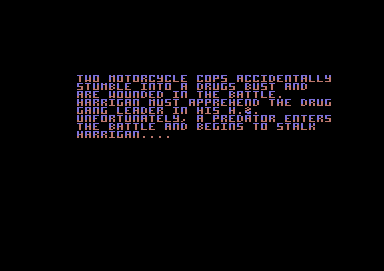 TWO MOTORCYCLE COPS ACCIDENTALLY
STUMBLE INTO A DRUGS BUST AND
ARE WOUNDED IN THE BATTLE.
HARRIGAN MUST APPREHEND THE DRUG
GANG LEADER IN HIS H.Q.
UNFORTUNATELY, A PREDATOR ENTERS
THE BATTLE AND BEGINS TO STALK
HARRIGAN....